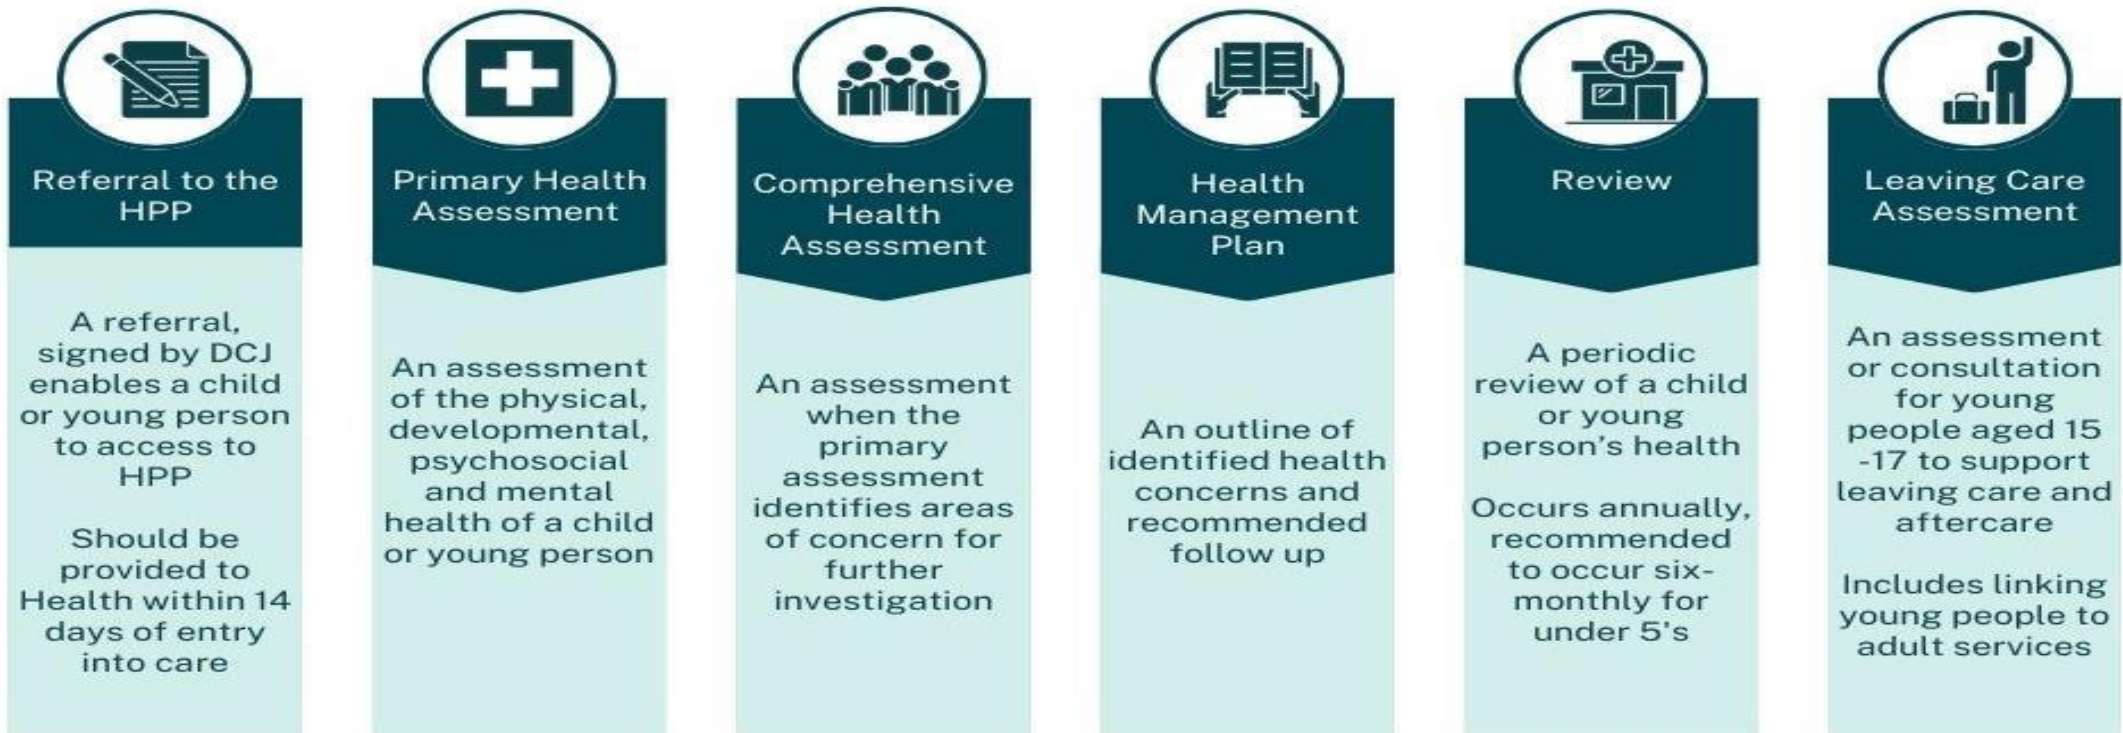 Referral to the
HPP
A referral,
signed by DCJ
enables a child
or young person
to access to
HPP
Should be
provided to
Health within 14
days of entry
into care
Primary Health
Assessment
An assessment
of the physical,
developmental,
psychosocial
and mental
health of a child
or young person
Comprehensive
Health
Assessment
An assessment
when the
primary
assessment
identifies areas
of concern for
further
investigation
Health
Management
Plan
An outline of
identified health
concerns and
recommended
follow up
Review
A periodic
review of a child
or young
person's health
Occurs annually,
recommended
to occur six-
monthly for
under 5's
Leaving Care
Assessment
An assessment
or consultation
for young
people aged 15
-17 to support
leaving care and
aftercare
Includes linking
young people to
adult services